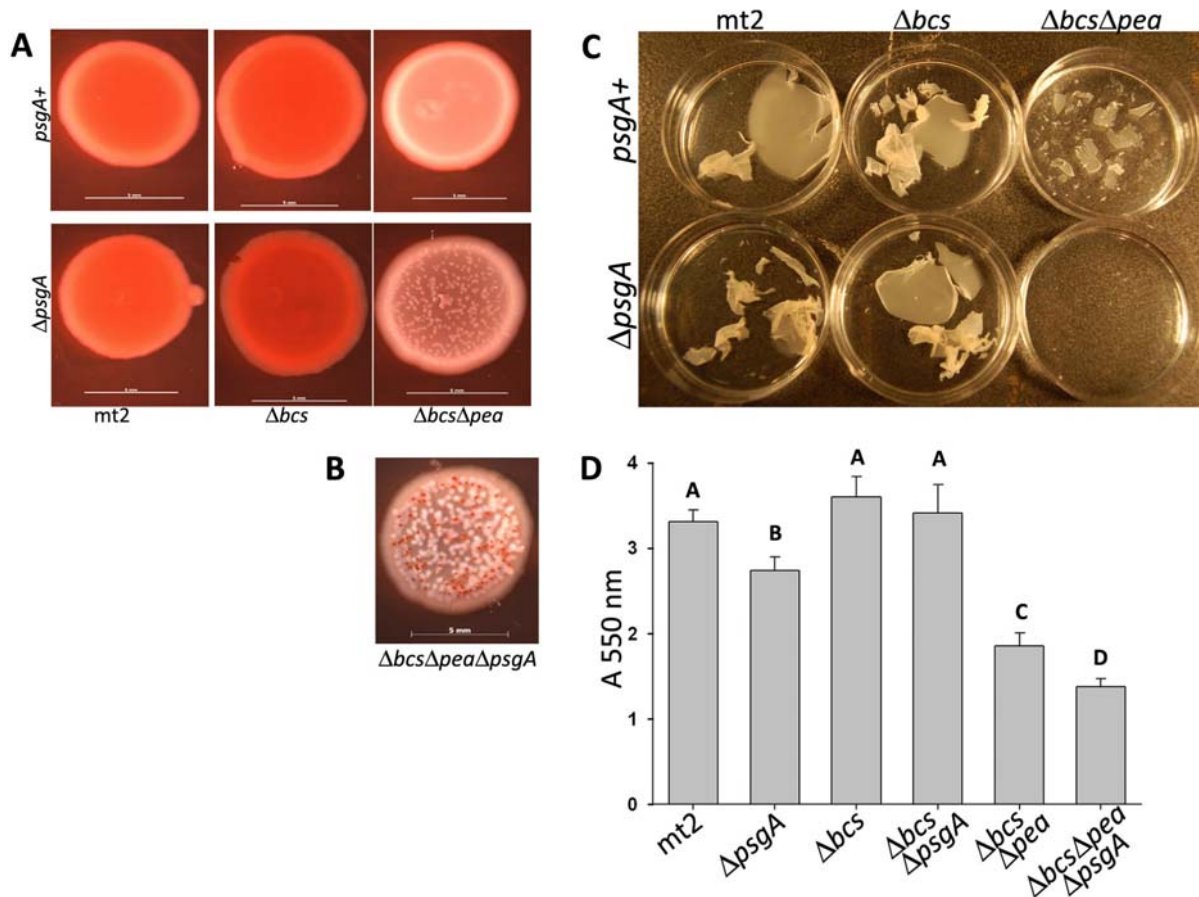 A
psgA+
ΔpsgA
mt2
Δbcs
ΔbcsΔpea
B
5 mm
ΔbcsΔpeaΔpsgA
C
mt2
Δbcs
ΔbcsΔpea
psgA+
ΔpsgA
D
A 550 nm
4
3
2
1
0
A
B
A
A
C
D
mt2
ΔpsgA
Δbcs
Δbcs
ΔpsgA
Δbcs
Δpea
ΔbcsΔpea
ΔpsgA